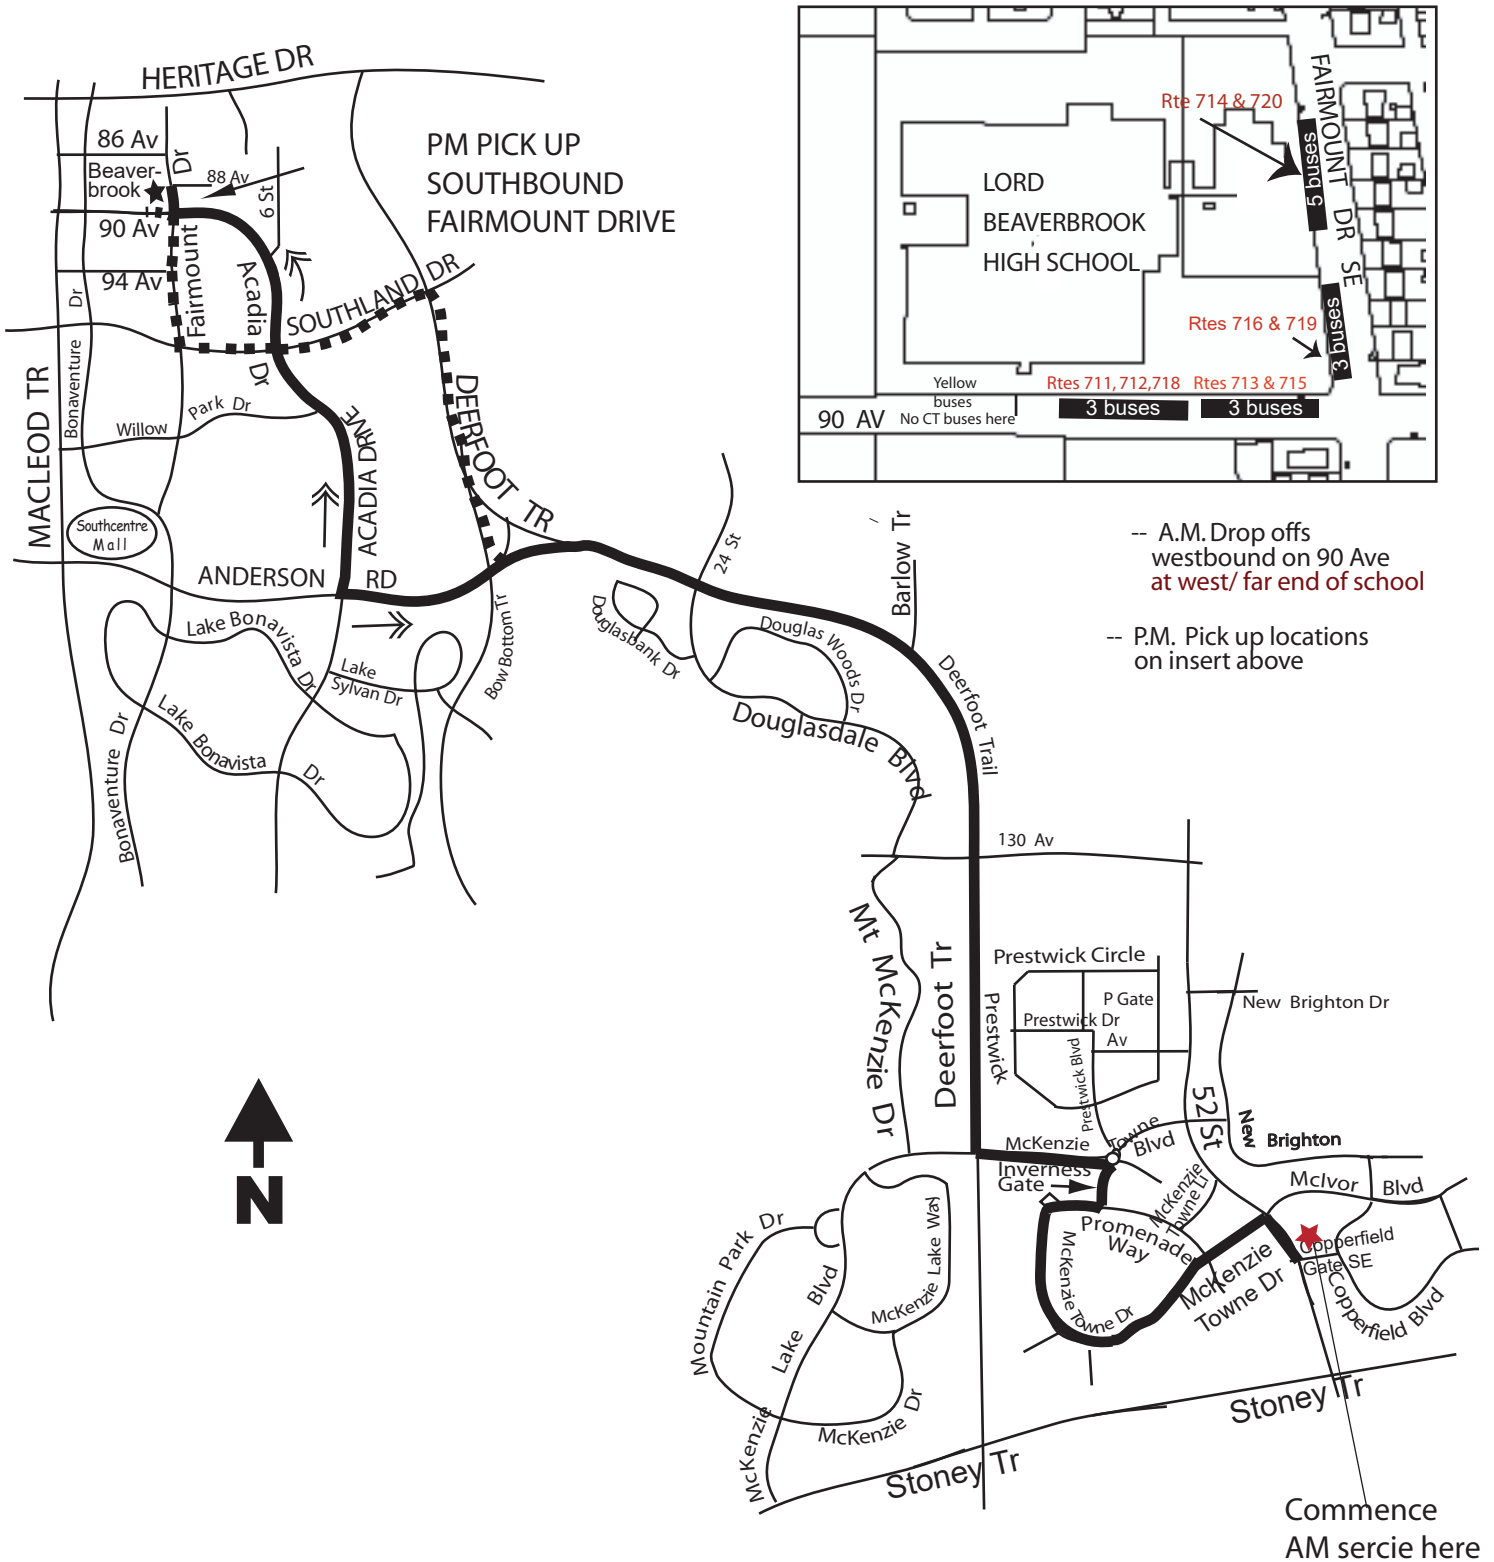 HERITAGE DR
86 Av
Dr
Beaver-
brook
88 Av
9 St
90 Av
94 Av
Fairmount
Acadia
Dr
PM PICK UP
SOUTHBOUND
FAIRMOUNT DRIVE
SOUTHLAND DR
Bonaventure Dr
MACLEOD TR
Willow Park Dr
ACADIA DRIVE
DEERFOOT TR
Southcentre
Mall
ANDERSON RD
Lake Bonavista Dr
Lake
Sylvan Dr
Lake Bonavista Dr
Bonaventure Dr
Bow Bottom Tr
24 St
Douglasbank Dr
Douglas Woods Dr
Douglasdale Blvd
Barlow Tr
Deerfoot Trail
FAIRMOUNT DR SE
Rte 714 & 720
5 buses
LORD
BEAVERBROOK
HIGH SCHOOL
Rtes 716 & 719
3 buses
Yellow
buses
No CT buses here
Rtes 711, 712,718
Rtes 713 & 715
3 buses
3 buses
90 AV
-- A.M. Drop offs
westbound on 90 Ave
at west/ far end of school
-- P.M. Pick up locations
on insert above
130 Av
Mt McKenzie Dr
Deerfoot Tr
Prestwick
Prestwick Circle
P Gate
Prestwick Dr
Av
Prestwick Blvd
New Brighton Dr
52 St
New Brighton
McKenzie Towne Blvd
Inverness
Gate
McKenzie
Towne Li
McIvor Blvd
Promenade
Way
McKenzie Towne Dr
McKenzie
Towne Dr
Copperfield
Gate SE
Copperfield Blvd
Mountain Park Dr
McKenzie Lake Blvd
McKenzie Lake Way
McKenzie Dr
Stoney Tr
Stoney Tr
N
Commence
AM sercie here